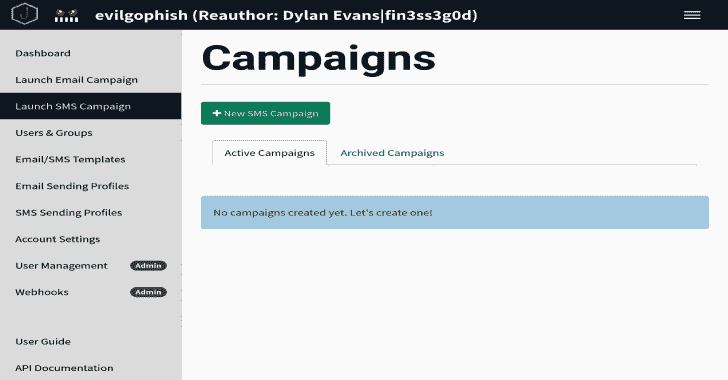 evilgophish (Reauthor: Dylan Evans|fin3ss3g0d)
Dashboard
Launch Email Campaign
Launch SMS Campaign
Users & Groups
Email/SMS Templates
Email Sending Profiles
SMS Sending Profiles
Account Settings
User Management Admin
Webhooks Admin
User Guide
API Documentation
Campaigns
+ New SMS Campaign
Active Campaigns Archived Campaigns
No campaigns created yet. Let's create one!